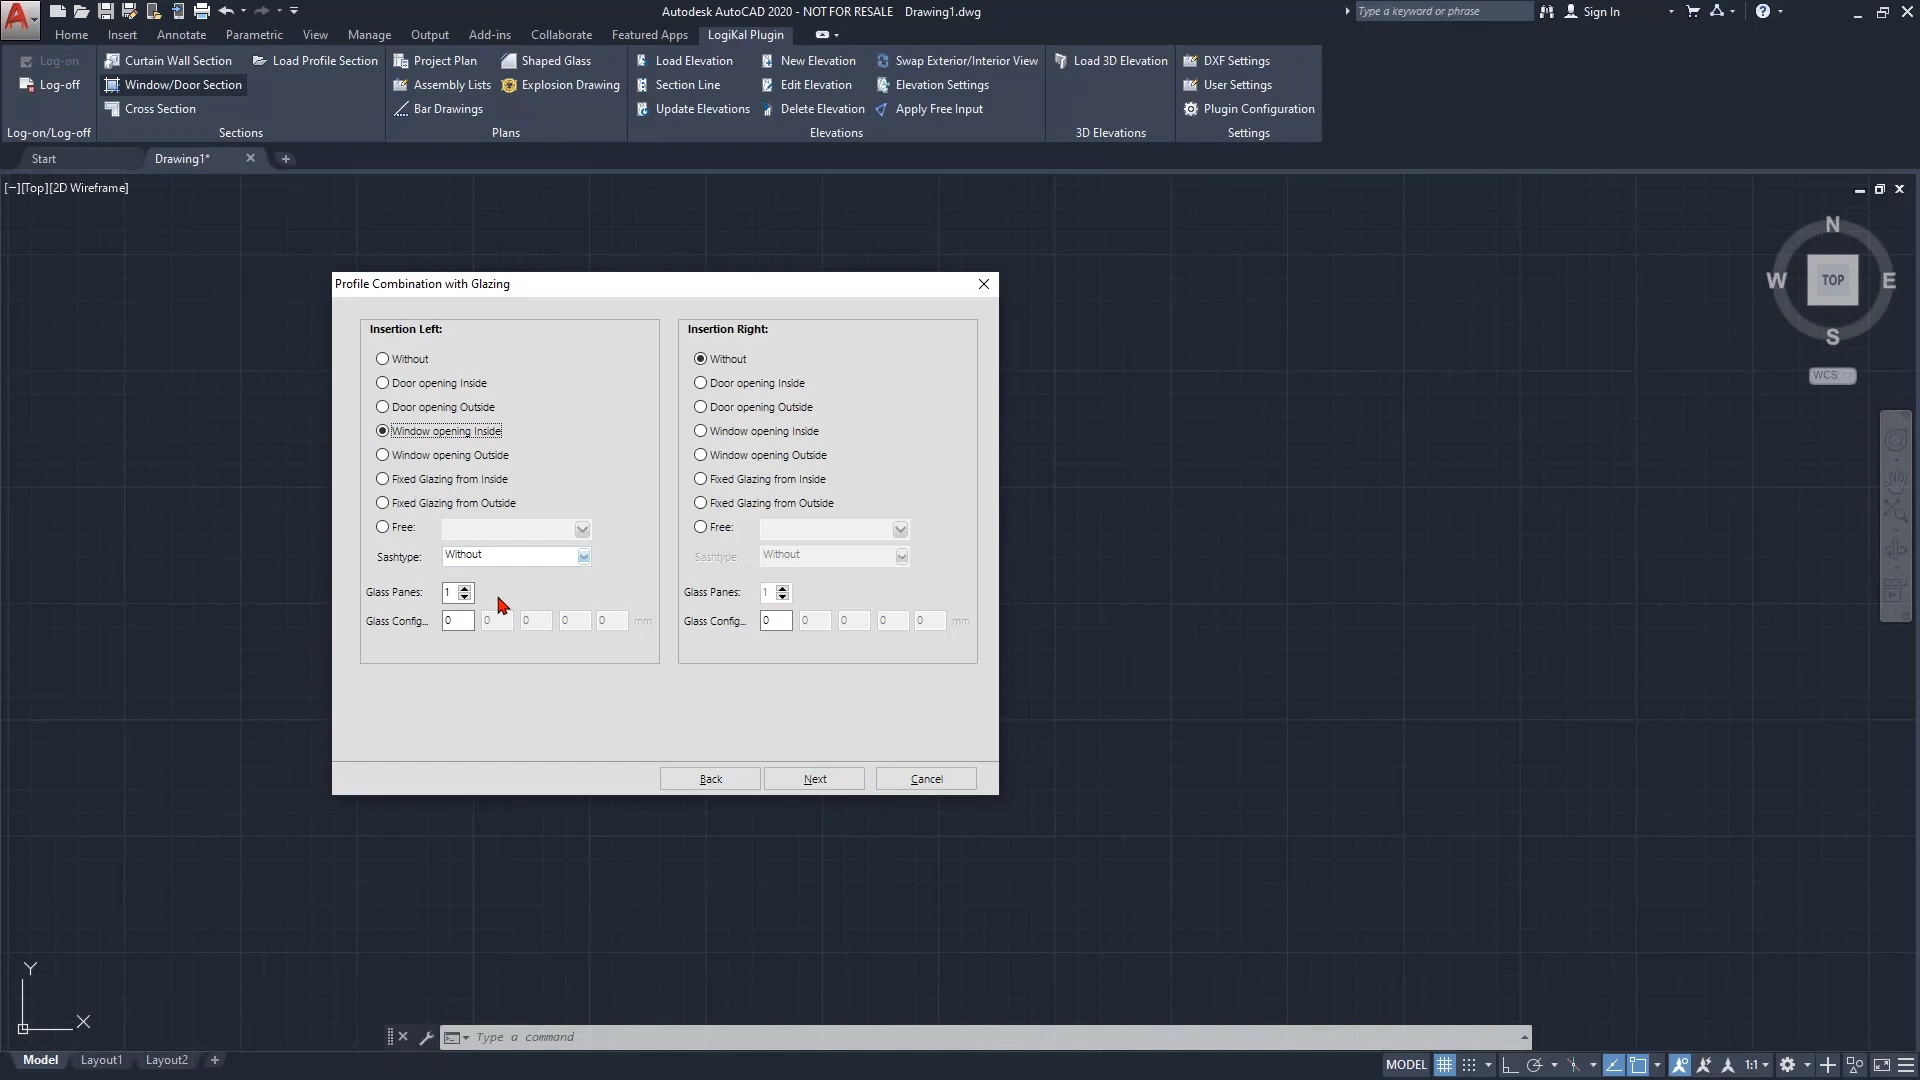 Autodesk AutoCAD 2020 - NOT FOR RESALE Drawing1.dwg
Type a keyword or phrase
Sign In
Home Insert Annotate Parametric View Manage Output Add-ins Collaborate Featured Apps LogiKal Plugin
Log-on Curtain Wall Section Load Profile Section Project Plan Shaped Glass Load Elevation New Elevation Swap Exterior/Interior View Load 3D Elevation DXF Settings
Log-off Window/Door Section Assembly Lists Explosion Drawing Section Line Edit Elevation Elevation Settings User Settings
Cross Section Bar Drawings Update Elevations Delete Elevation Apply Free Input Plugin Configuration
Log-on/Log-off Sections Plans Elevations 3D Elevations Settings
Start Drawing1*
[−][Top][2D Wireframe]
N
W TOP E
S
WCS
Profile Combination with Glazing
Insertion Left: Insertion Right:
Without Without
Door opening Inside Door opening Inside
Door opening Outside Door opening Outside
Window opening Inside Window opening Inside
Window opening Outside Window opening Outside
Fixed Glazing from Inside Fixed Glazing from Inside
Fixed Glazing from Outside Fixed Glazing from Outside
Free: Free:
Sashtype: Without Sashtype: Without
Glass Panes: 1 Glass Panes: 1
Glass Config... 0 0 0 0 0 mm Glass Config... 0 0 0 0 0 mm
Back Next Cancel
Y
X
Type a command
Model Layout1 Layout2
MODEL 1:1